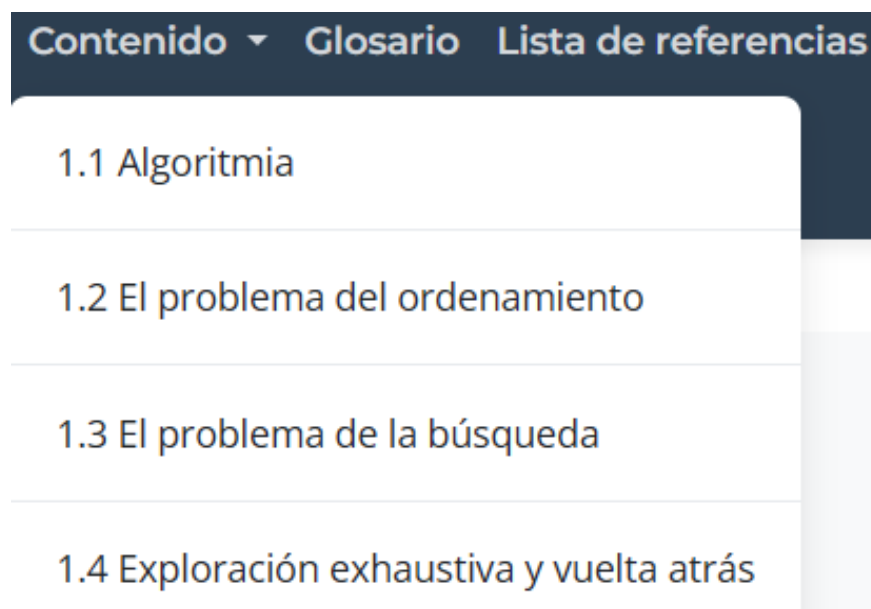 Contenido Glosario Lista de referencias
1.1 Algoritmia
1.2 El problema del ordenamiento
1.3 El problema de la búsqueda
1.4 Exploración exhaustiva y vuelta atrás